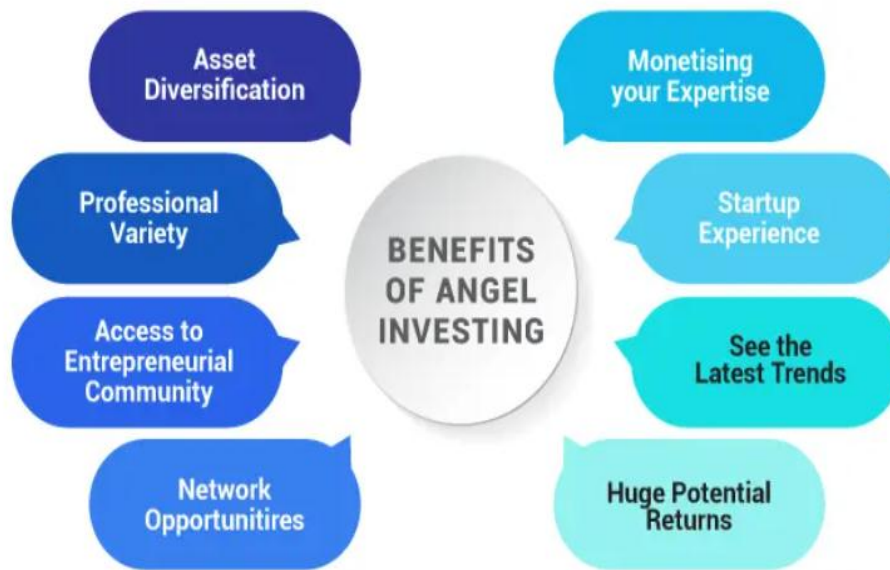 Asset
Diversification
Professional
Variety
Access to
Entrepreneurial
Community
Network
Opportunitires
BENEFITS
OF ANGEL
INVESTING
Monetising
your Expertise
Startup
Experience
See the
Latest Trends
Huge Potential
Returns